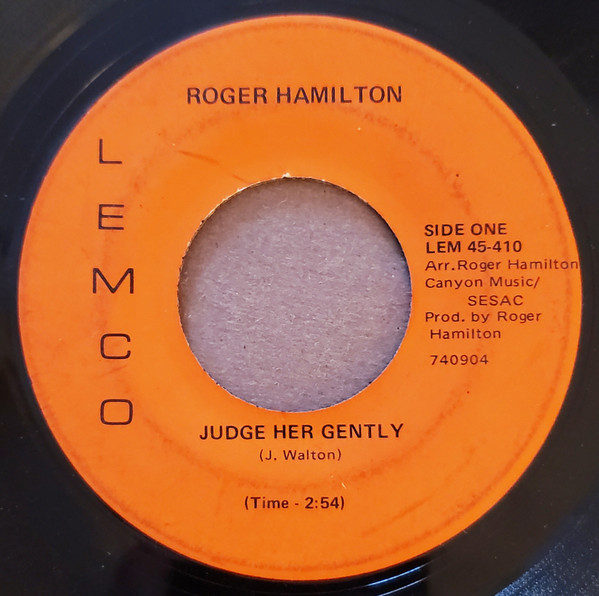 ROGER HAMILTON
LEMCO
SIDE ONE
LEM 45-410
Arr.Roger Hamilton
Canyon Music/
SESAC
Prod. by Roger
Hamilton
740904
JUDGE HER GENTLY
(J. Walton)
(Time - 2:54)